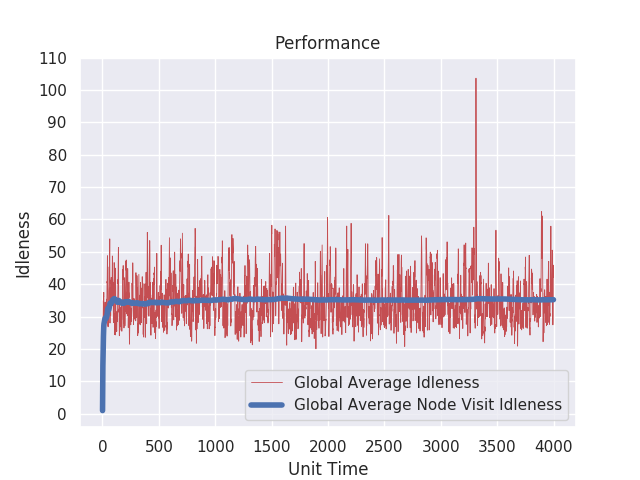 Performance
110
100
90
80
70
60
50
40
30
20
10
0
Idleness
Global Average Idleness
Global Average Node Visit Idleness
0 500 1000 1500 2000 2500 3000 3500 4000
Unit Time